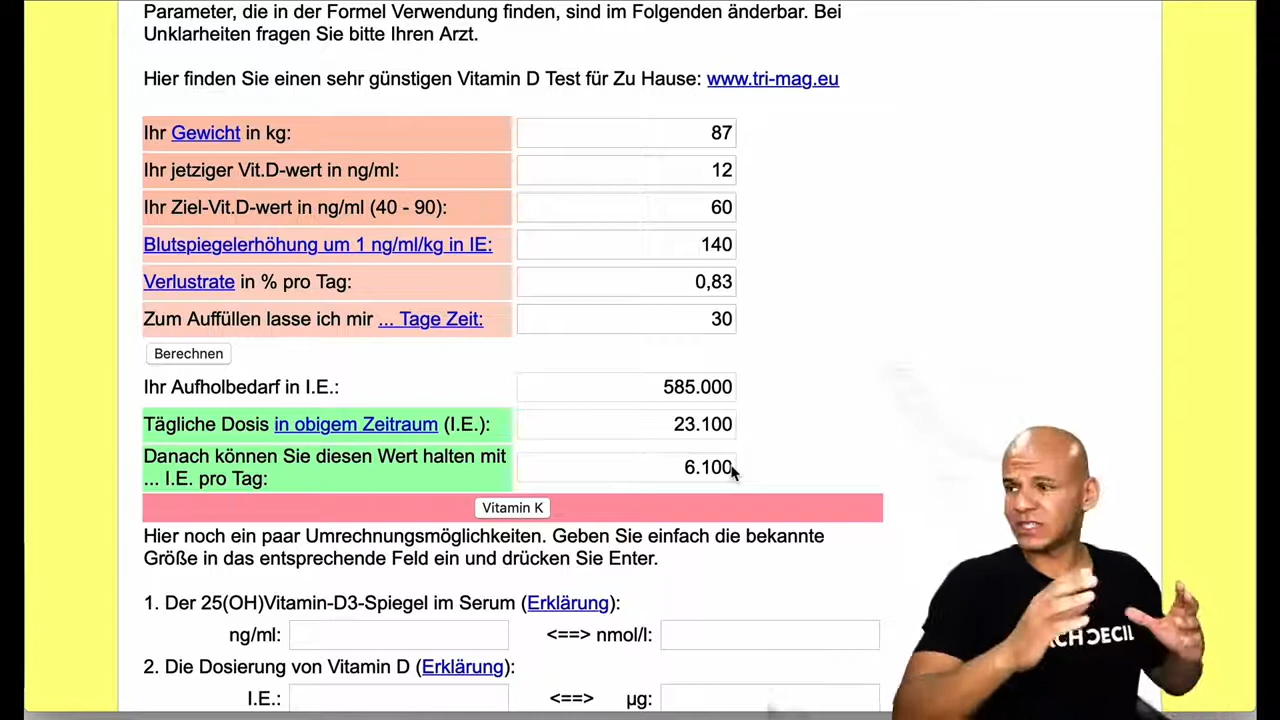 Parameter, die in der Formel Verwendung finden, sind im Folgenden änderbar. Bei
Unklarheiten fragen Sie bitte Ihren Arzt.
Hier finden Sie einen sehr günstigen Vitamin D Test für Zu Hause: www.tri-mag.eu
Ihr Gewicht in kg: 87
Ihr jetziger Vit.D-wert in ng/ml: 12
Ihr Ziel-Vit.D-wert in ng/ml (40 - 90): 60
Blutspiegelerhöhung um 1 ng/ml/kg in IE: 140
Verlustrate in % pro Tag: 0,83
Zum Auffüllen lasse ich mir ... Tage Zeit: 30
Berechnen
Ihr Aufholbedarf in I.E.: 585.000
Tägliche Dosis in obigem Zeitraum (I.E.): 23.100
Danach können Sie diesen Wert halten mit
... I.E. pro Tag: 6.100
Vitamin K
Hier noch ein paar Umrechnungsmöglichkeiten. Geben Sie einfach die bekannte
Größe in das entsprechende Feld ein und drücken Sie Enter.
1. Der 25(OH)Vitamin-D3-Spiegel im Serum (Erklärung):
ng/ml: <==> nmol/l:
2. Die Dosierung von Vitamin D (Erklärung):
I.E.: <==> µg: